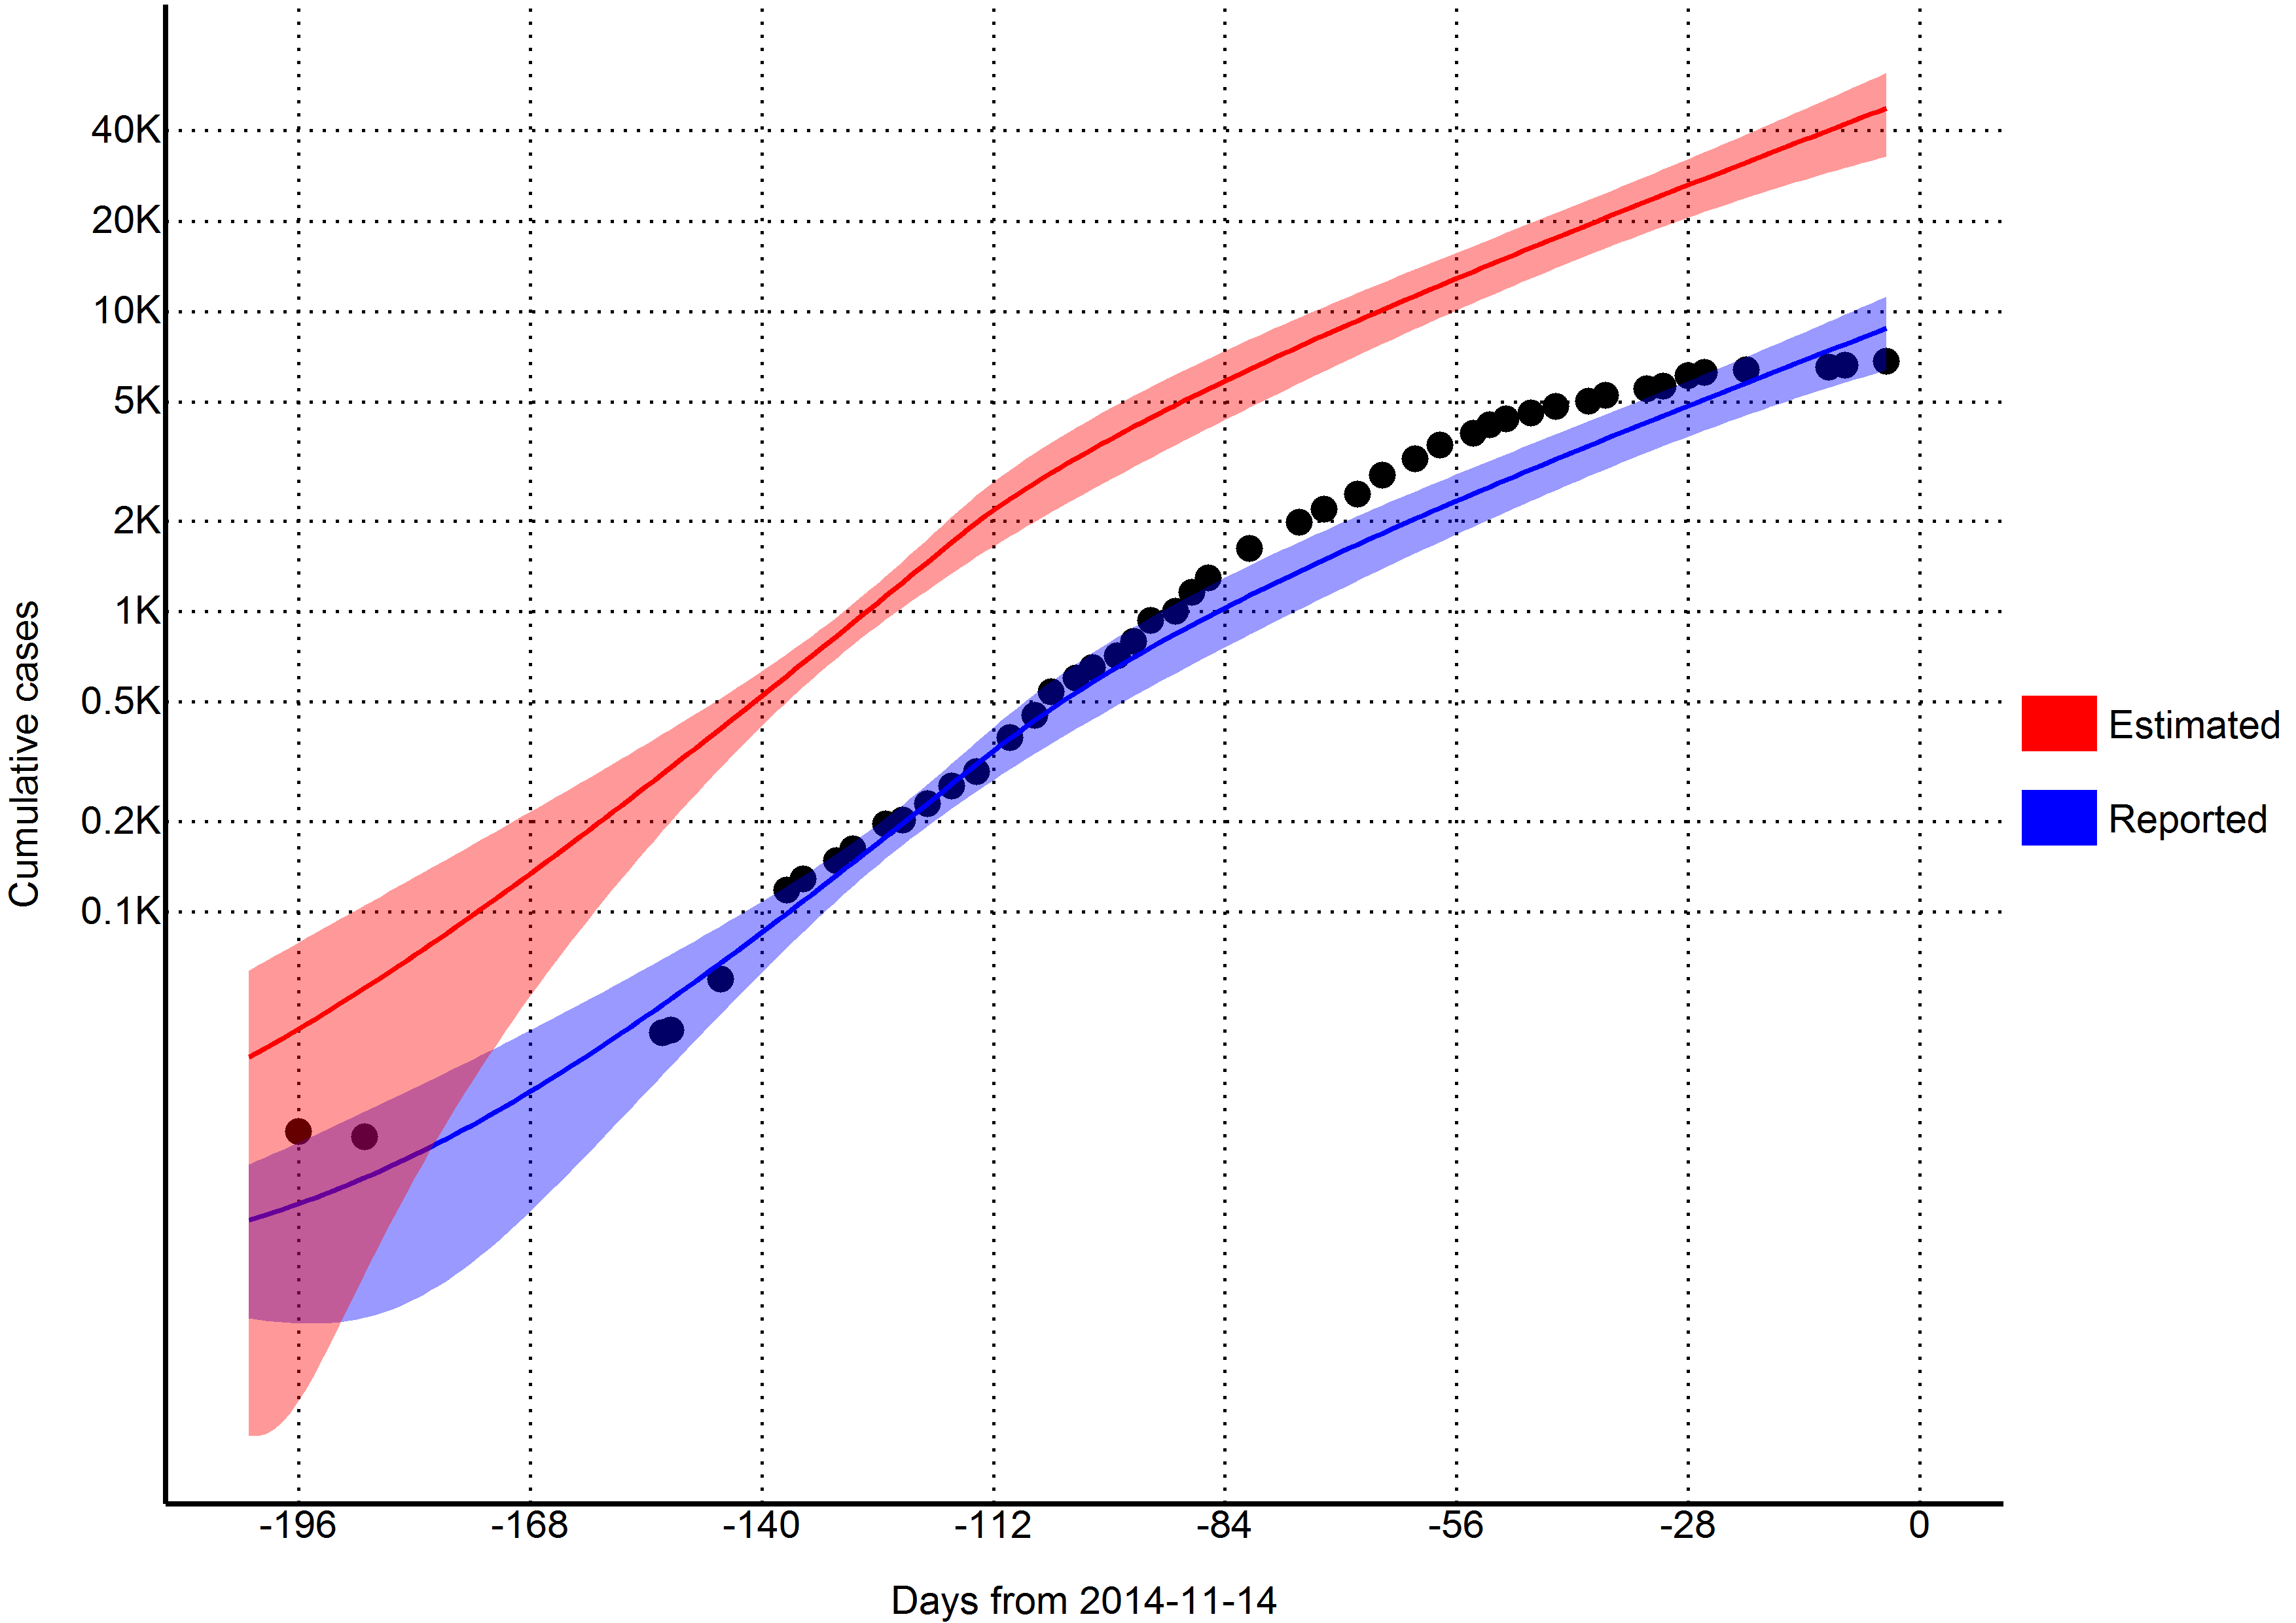 Cumulative cases
40K
20K
10K
5K
2K
1K
0.5K
0.2K
0.1K
-196 -168 -140 -112 -84 -56 -28 0
Days from 2014-11-14
Estimated
Reported